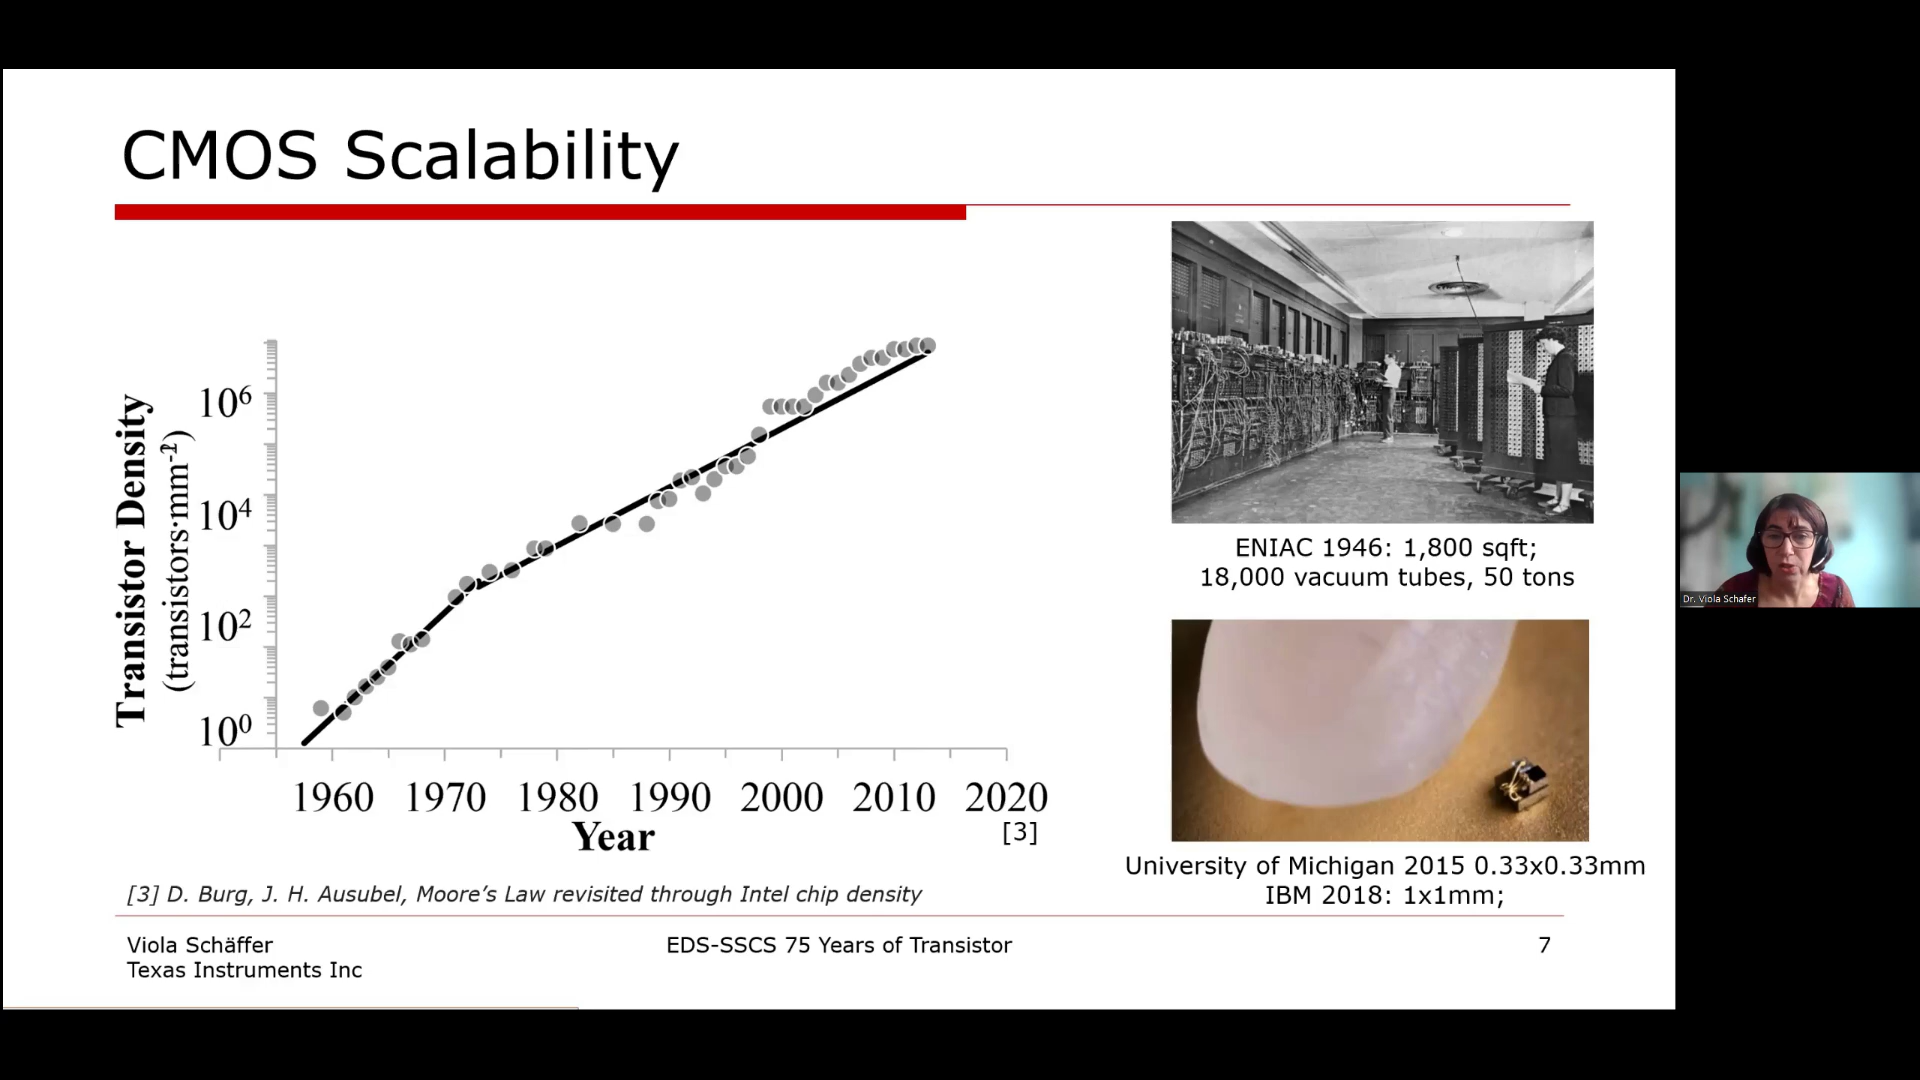 CMOS Scalability
Transistor Density
(transistors·mm⁻²)
10⁶
10⁴
10²
10⁰
1960 1970 1980 1990 2000 2010 2020
Year
[3]
[3] D. Burg, J. H. Ausubel, Moore’s Law revisited through Intel chip density
ENIAC 1946: 1,800 sqft;
18,000 vacuum tubes, 50 tons
University of Michigan 2015 0.33x0.33mm
IBM 2018: 1x1mm;
Viola Schäffer
Texas Instruments Inc
EDS-SSCS 75 Years of Transistor
7
Dr. Viola Schafer